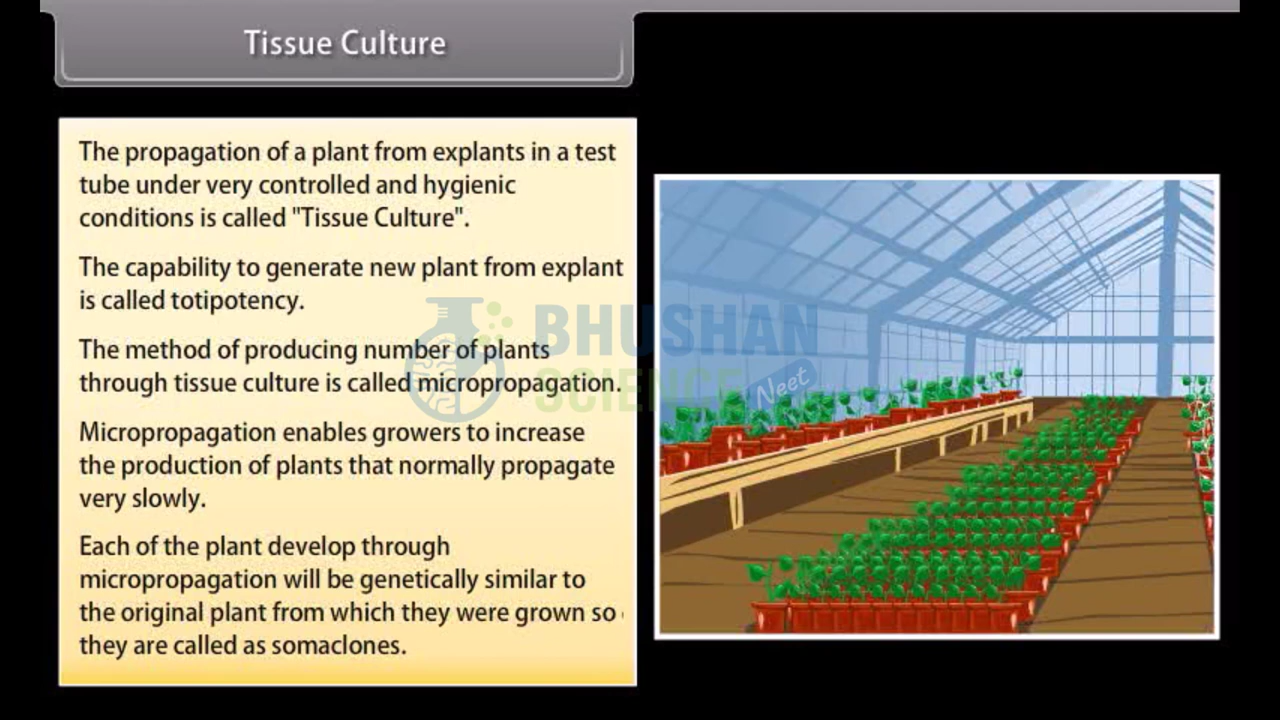 Tissue Culture
The propagation of a plant from explants in a test
tube under very controlled and hygienic
conditions is called "Tissue Culture".
The capability to generate new plant from explant
is called totipotency.
The method of producing number of plants
through tissue culture is called micropropagation.
Micropropagation enables growers to increase
the production of plants that normally propagate
very slowly.
Each of the plant develop through
micropropagation will be genetically similar to
the original plant from which they were grown so
they are called as somaclones.
BHUSHAN
SCIENCE
Neet